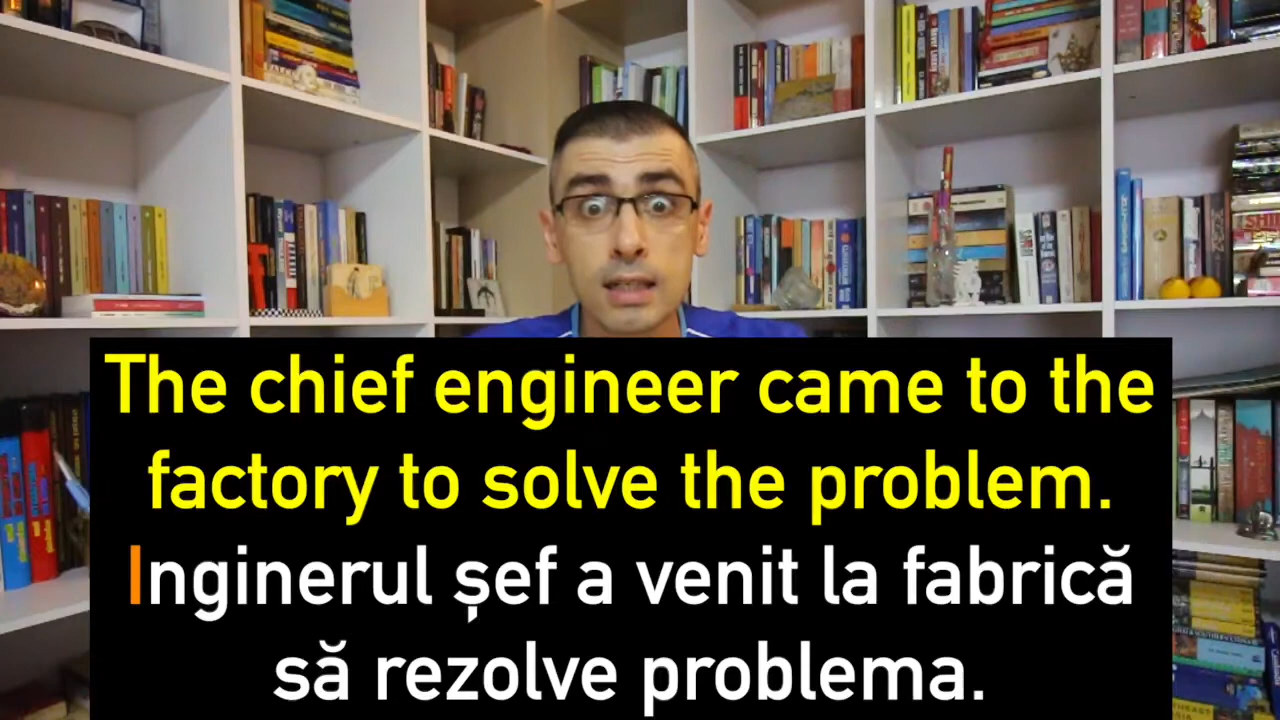 The chief engineer came to the
factory to solve the problem.
Inginerul șef a venit la fabrică
să rezolve problema.